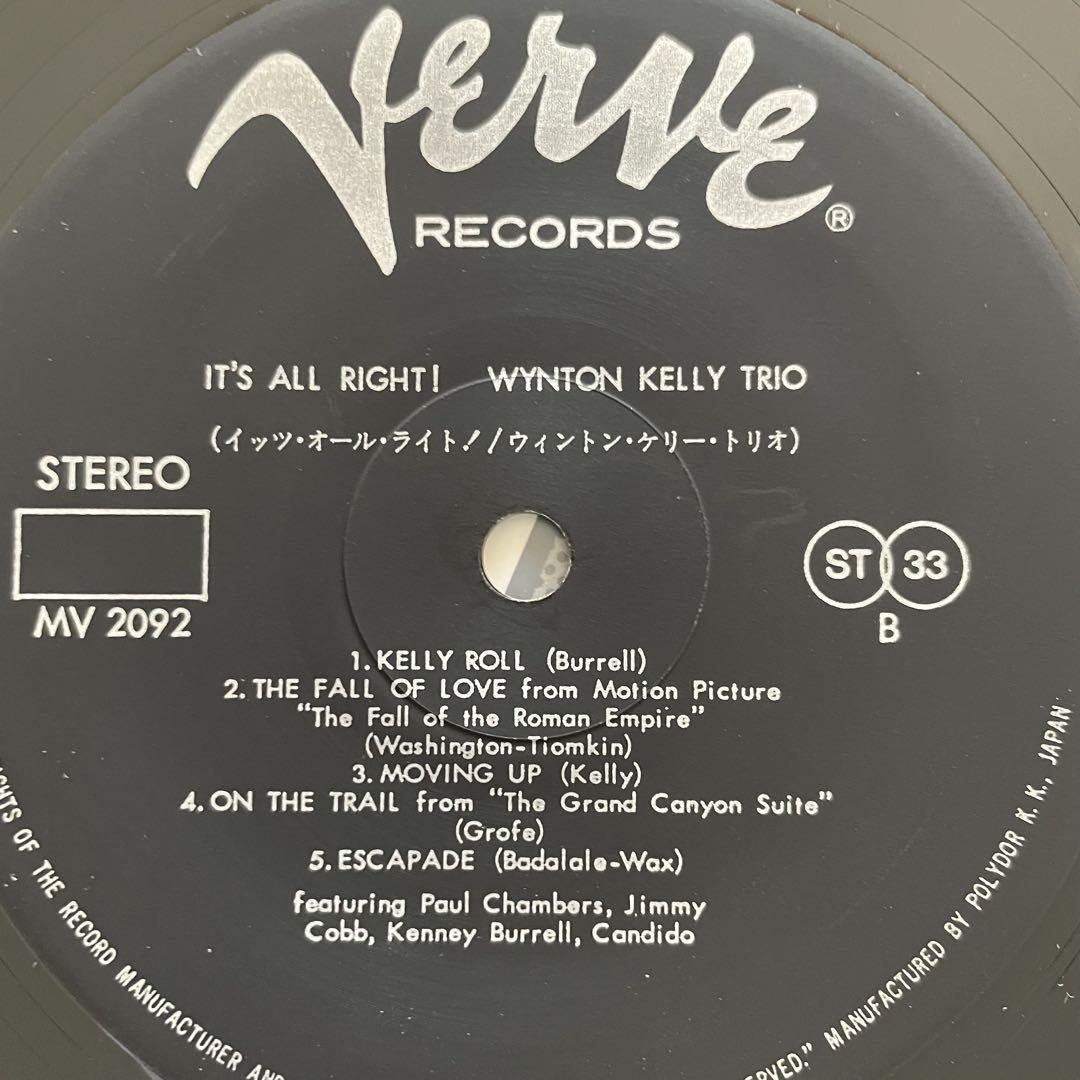 Verve ®
RECORDS
IT'S ALL RIGHT! WYNTON KELLY TRIO
(イッツ・オール・ライト!/ウィントン・ケリー・トリオ)
STEREO
MV 2092
ST 33
B
1. KELLY ROLL (Burrell)
2. THE FALL OF LOVE from Motion Picture
"The Fall of the Roman Empire"
(Washington-Tiomkin)
3. MOVING UP (Kelly)
4. ON THE TRAIL from "The Grand Canyon Suite"
(Grofe)
5. ESCAPADE (Badalale-Wax)
featuring Paul Chambers, Jimmy
Cobb, Kenney Burrell, Candido
OF THE RECORD MANUFACTURER
MANUFACTURED BY POLYDOR K. K., JAPAN